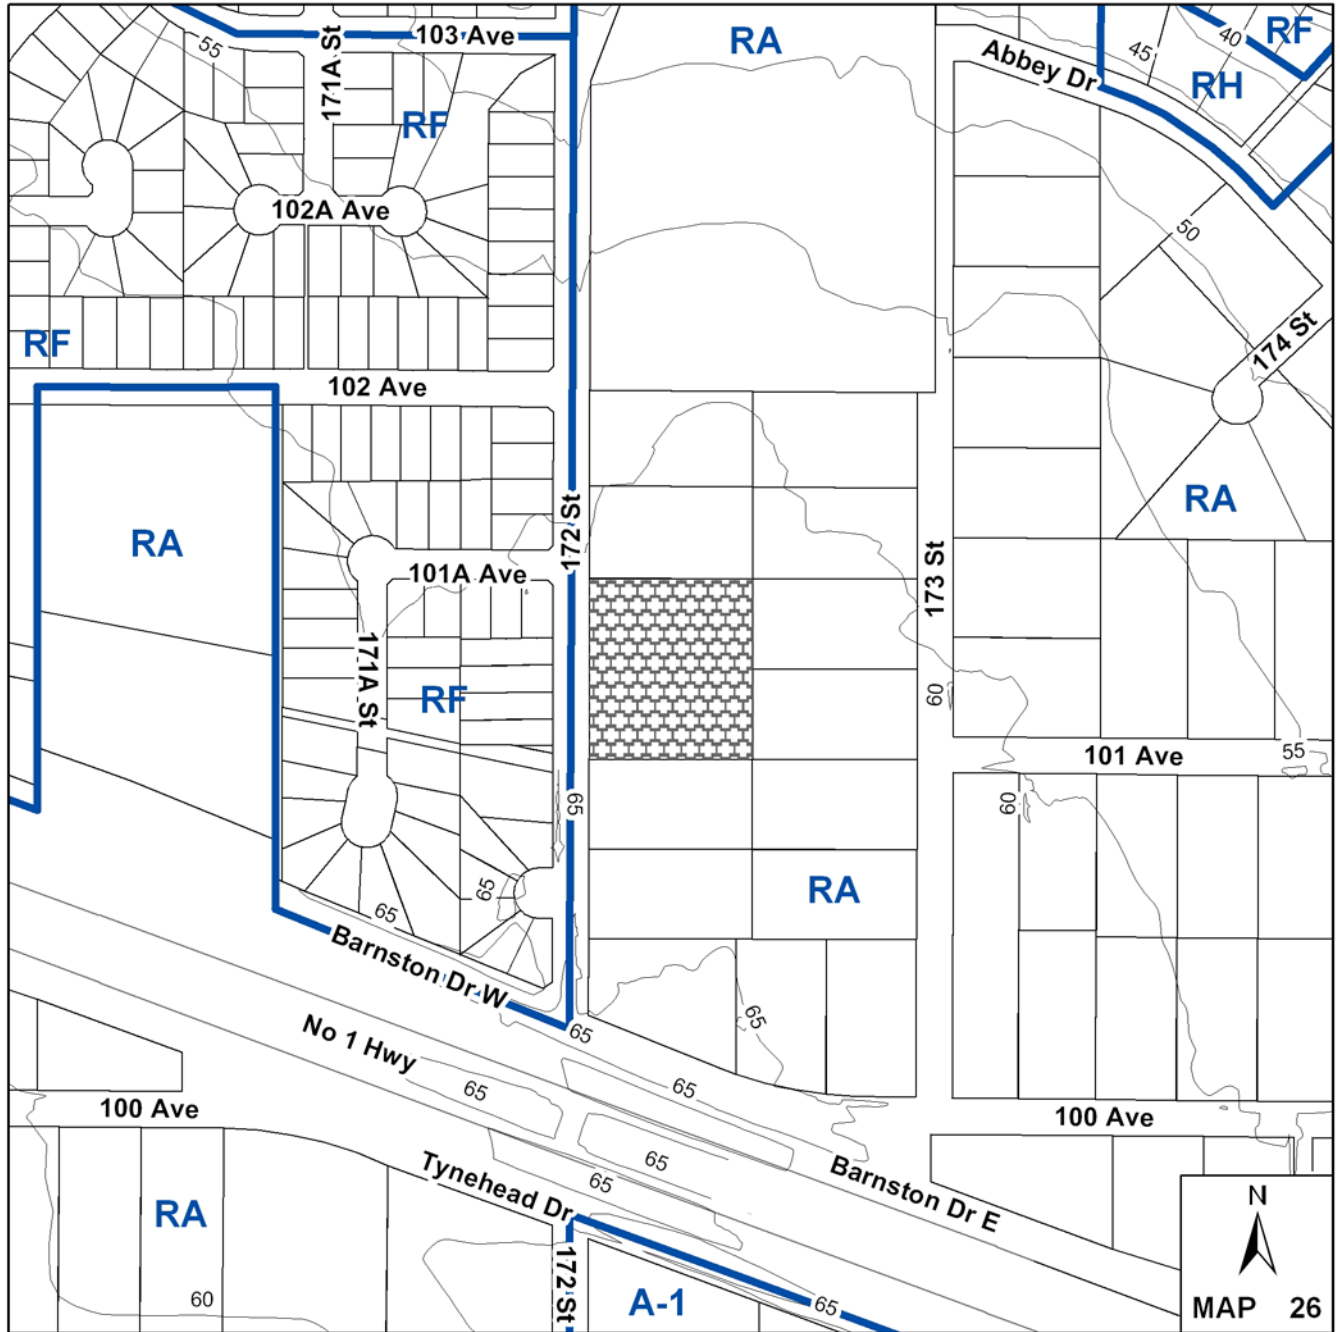 103 Ave
171A St
55
RF
RA
Abbey Dr
45
40
RF
RH
102A Ave
50
RF
102 Ave
174 St
RA
172 St
101A Ave
171A St
RF
173 St
60
RA
101 Ave
55
65
60
65
65
RA
Barnston Dr W
65
65
No 1 Hwy
65
65
100 Ave
100 Ave
65
65
Tynehead Dr
Barnston Dr E
RA
60
172 St
A-1
65
N
MAP 26